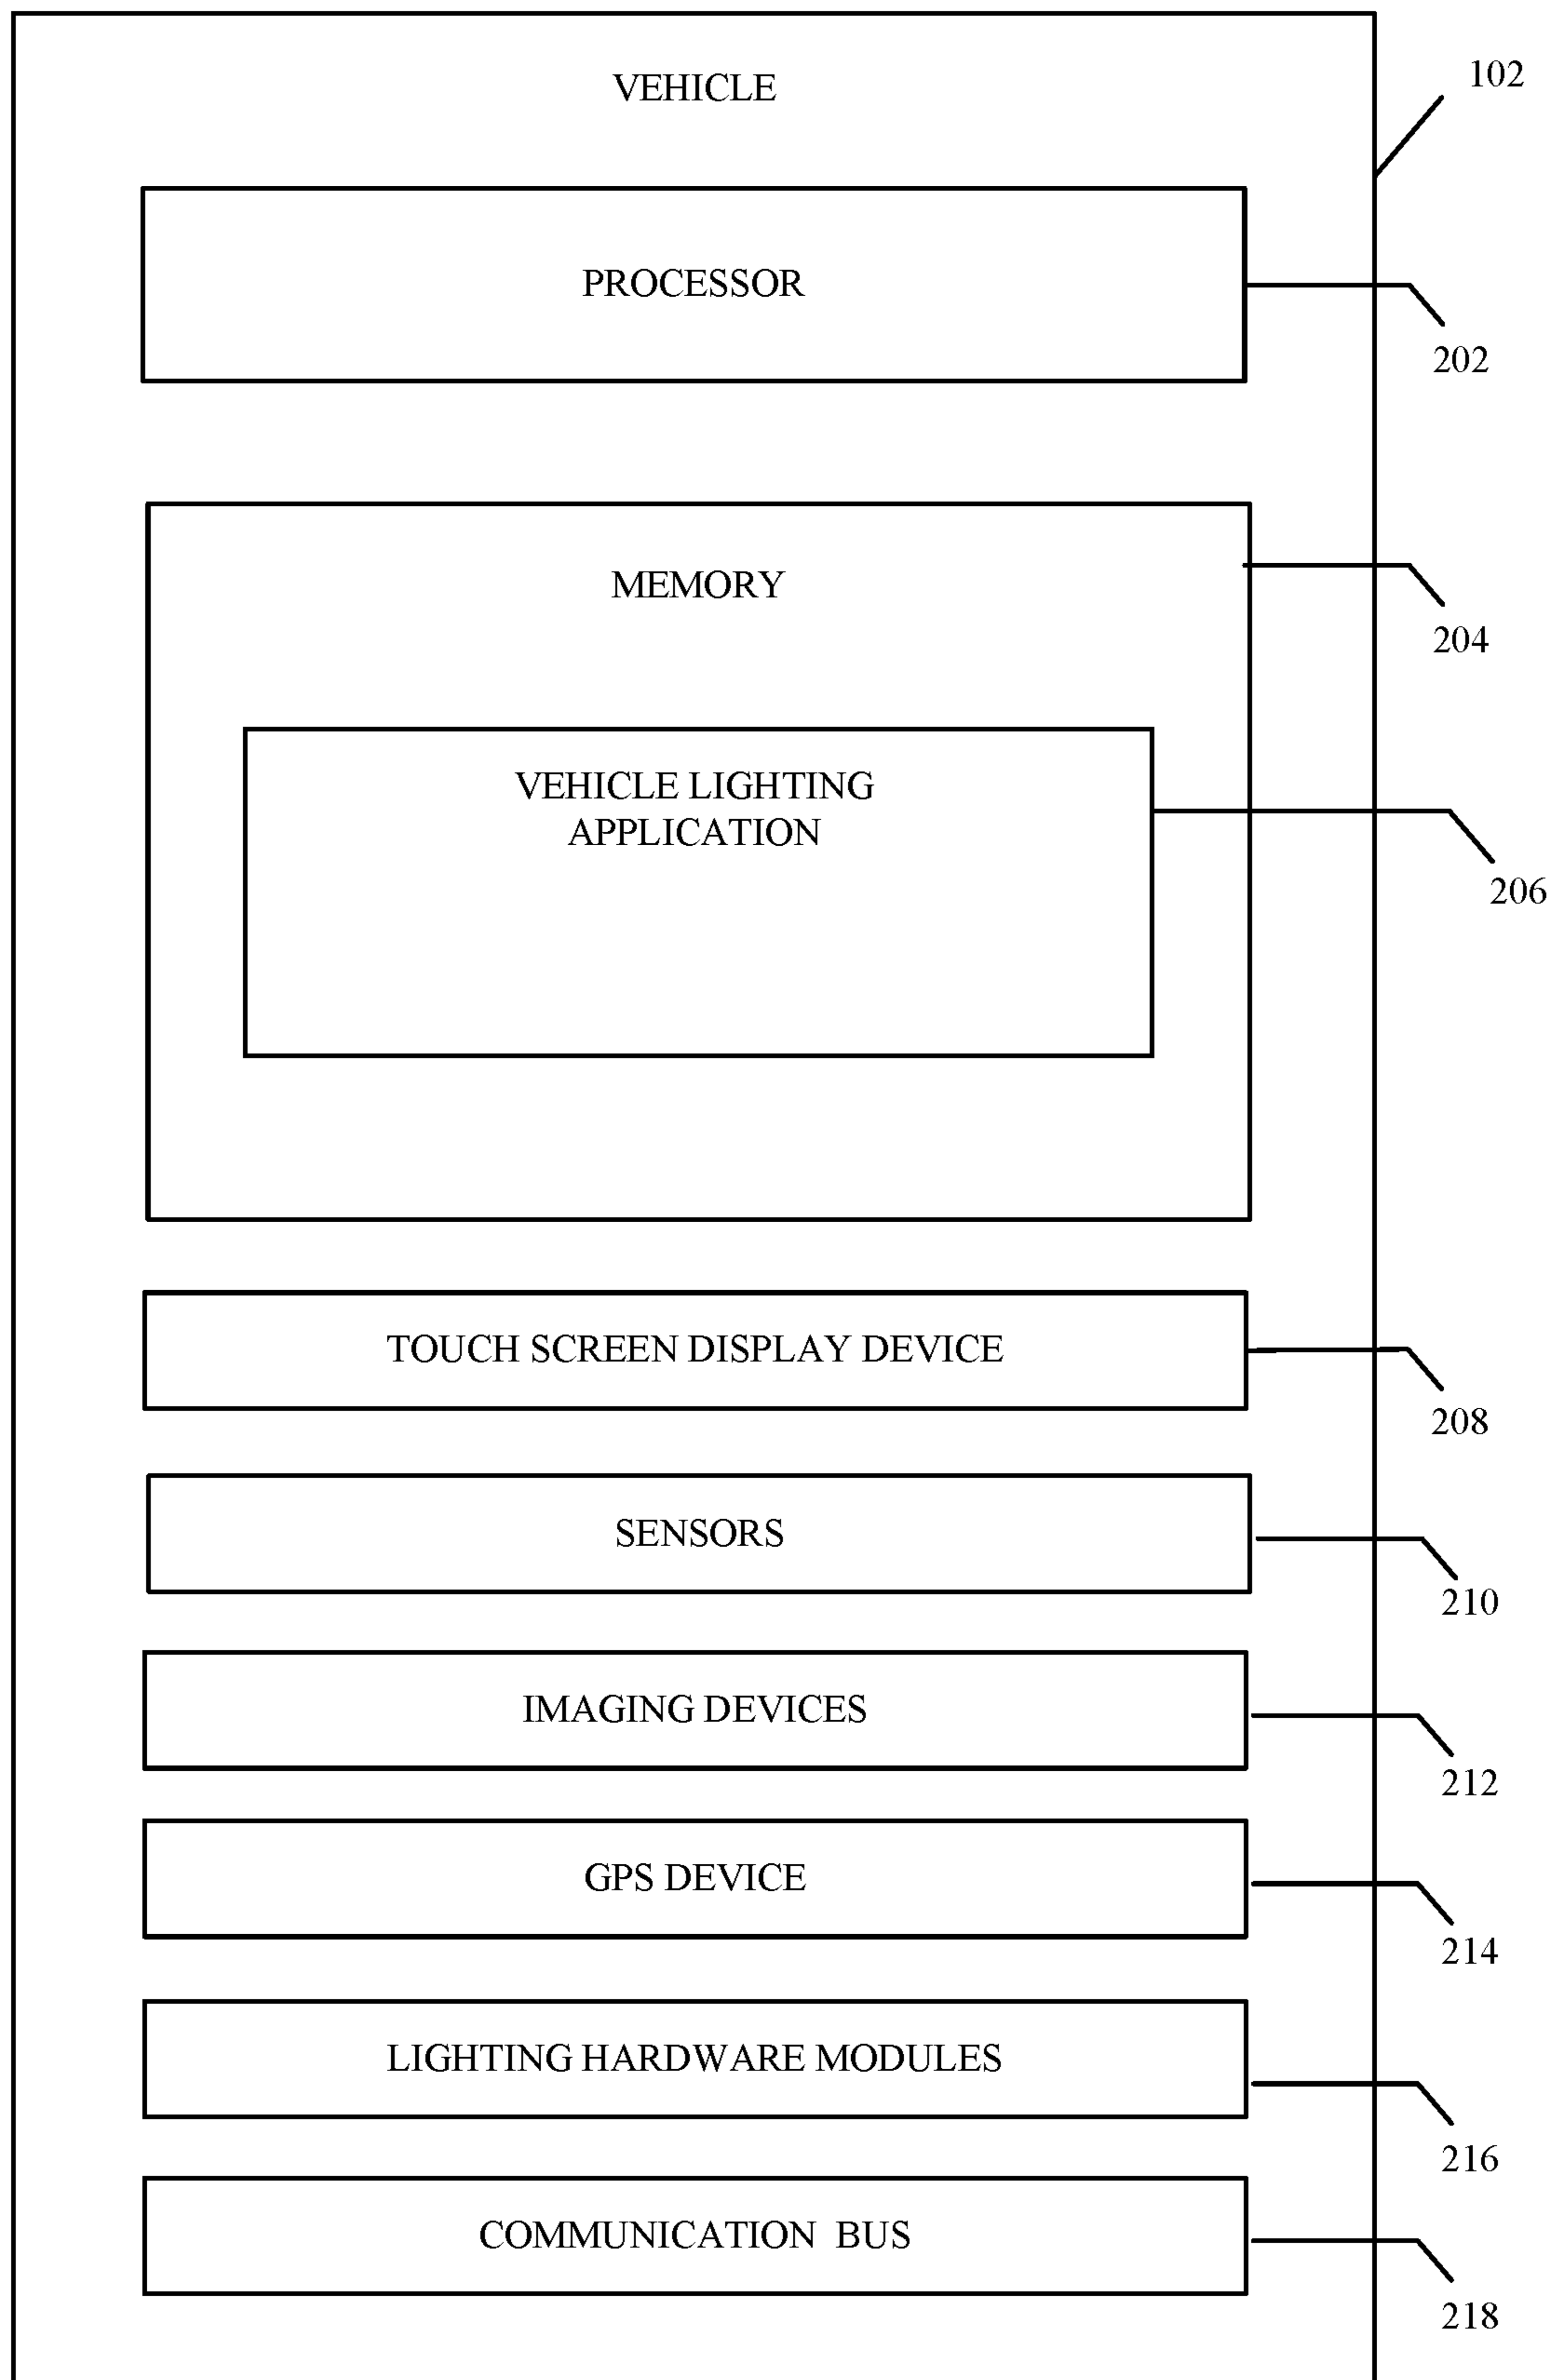 VEHICLE
102
PROCESSOR
202
MEMORY
204
VEHICLE LIGHTING
APPLICATION
206
TOUCH SCREEN DISPLAY DEVICE
208
SENSORS
210
IMAGING DEVICES
212
GPS DEVICE
214
LIGHTING HARDWARE MODULES
216
COMMUNICATION BUS
218